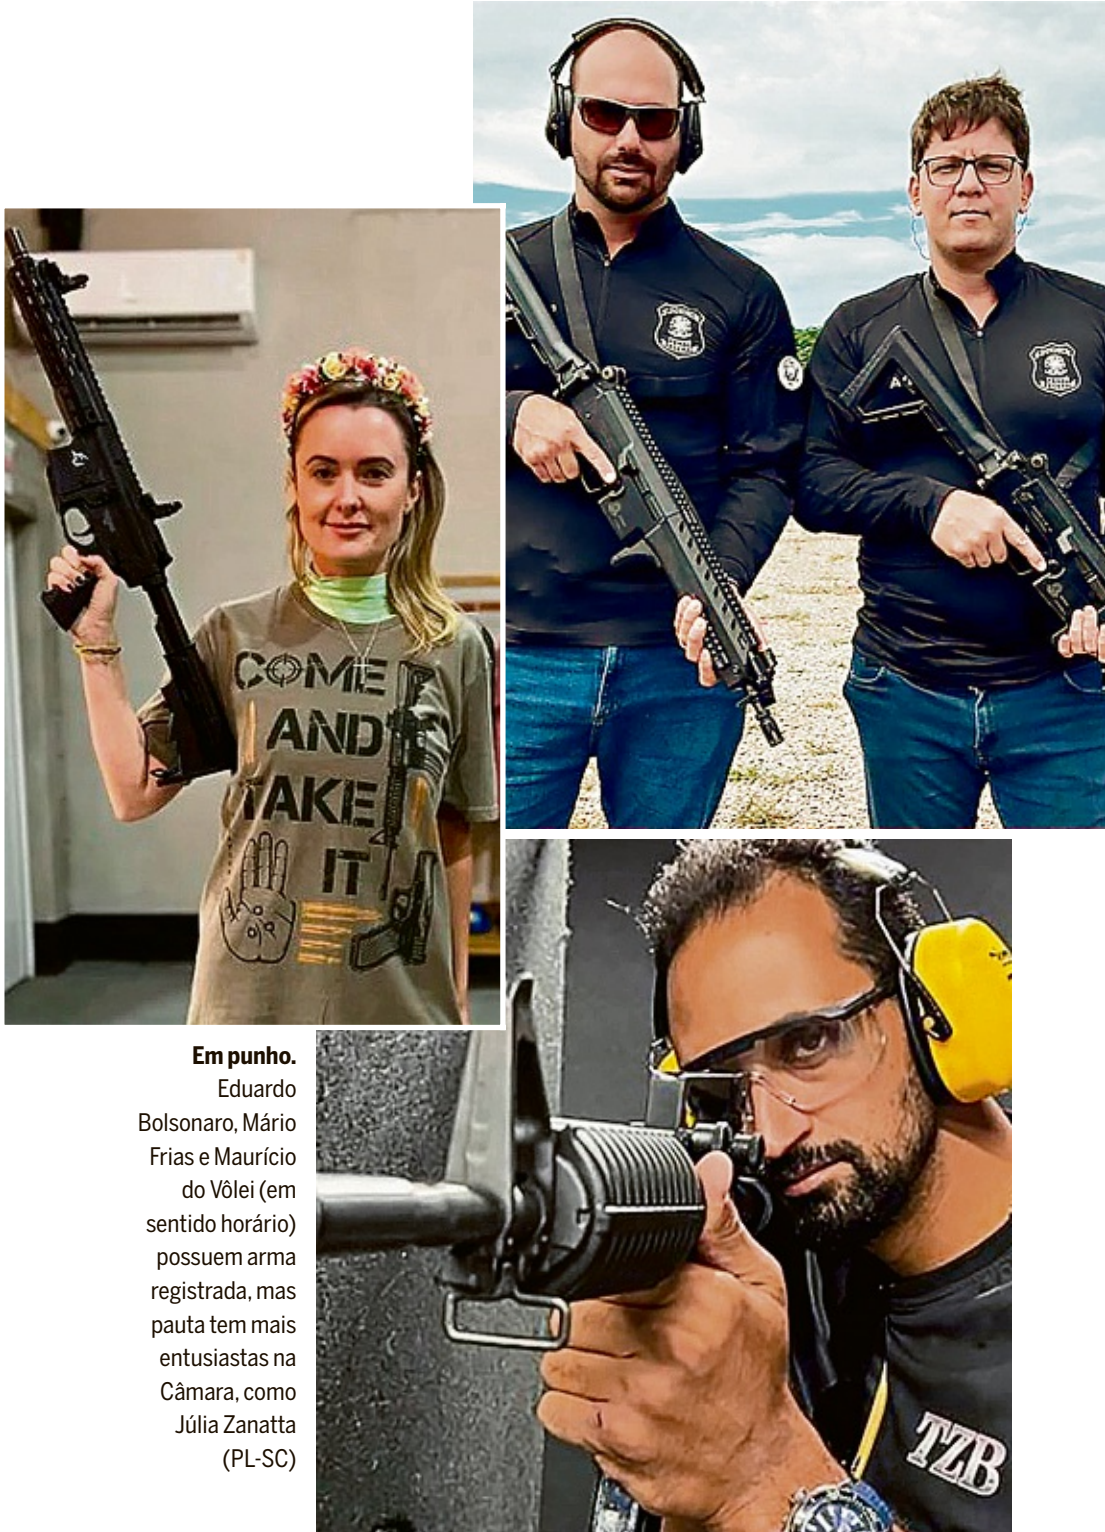 COME
AND
TAKE
IT
TZB
Em punho.
Eduardo
Bolsonaro, Mário
Frias e Maurício
do Vôlei (em
sentido horário)
possuem arma
registrada, mas
pauta tem mais
entusiastas na
Câmara, como
Júlia Zanatta
(PL-SC)